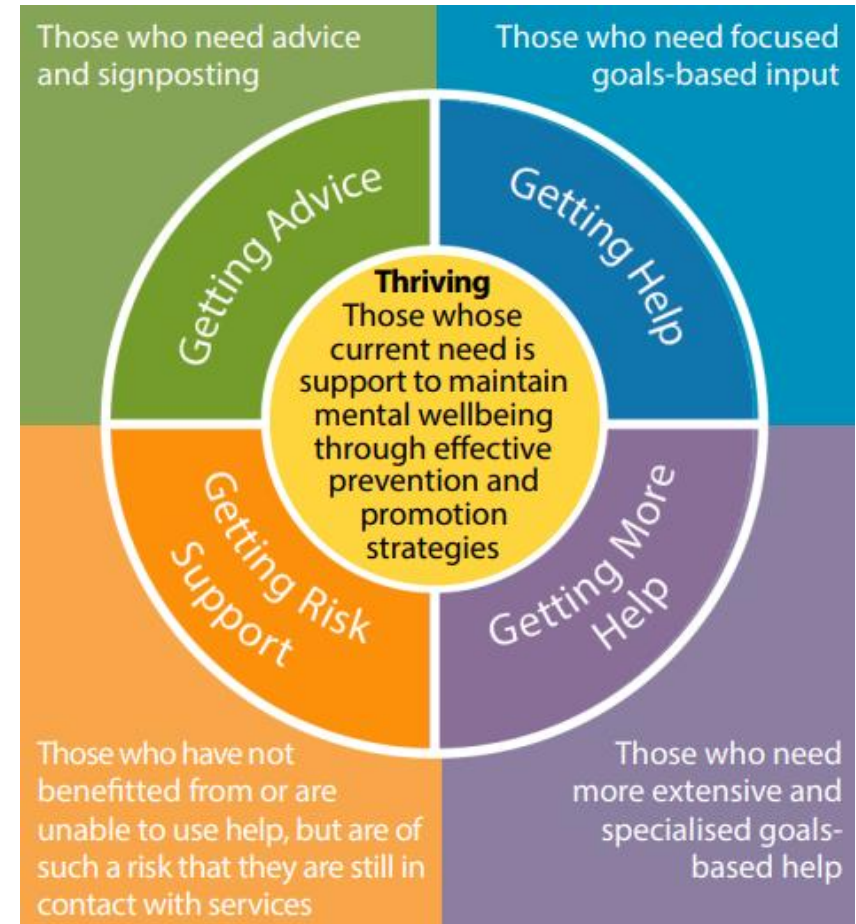 Those who need advice
and signposting
Those who need focused
goals-based input
Getting Advice
Getting Help
Thriving
Those whose
current need is
support to maintain
mental wellbeing
through effective
prevention and
promotion
strategies
Getting Risk
Support
Getting More
Help
Those who have not
benefitted from or are
unable to use help, but are of
such a risk that they are still in
contact with services
Those who need
more extensive and
specialised goals-
based help